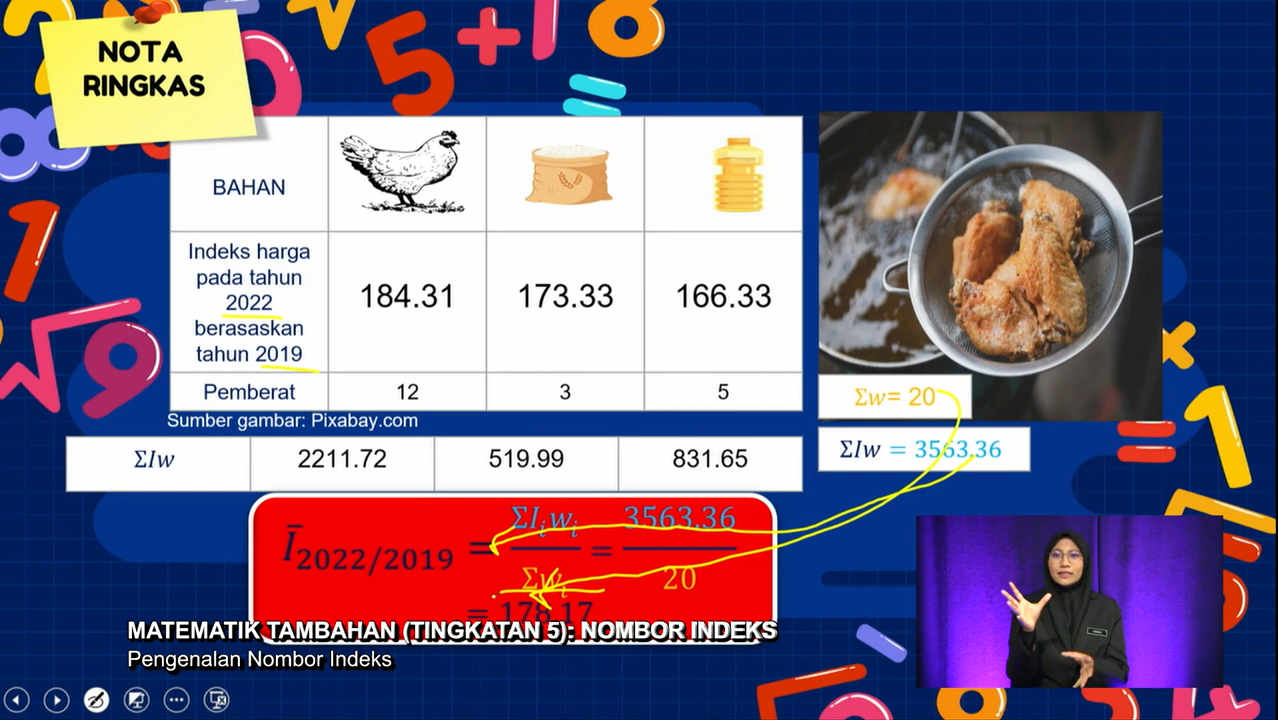 NOTA
RINGKAS
BAHAN
Indeks harga
pada tahun
2022
berasaskan
tahun 2019
184.31
173.33
166.33
Pemberat
12
3
5
Sumber gambar: Pixabay.com
Σw= 20
ΣIw = 3563.36
ΣIw
2211.72
519.99
831.65
Ī₂₀₂₂/₂₀₁₉ = ΣIᵢwᵢ / Σwᵢ = 3563.36 / 20
= 178.17
MATEMATIK TAMBAHAN (TINGKATAN 5): NOMBOR INDEKS
Pengenalan Nombor Indeks